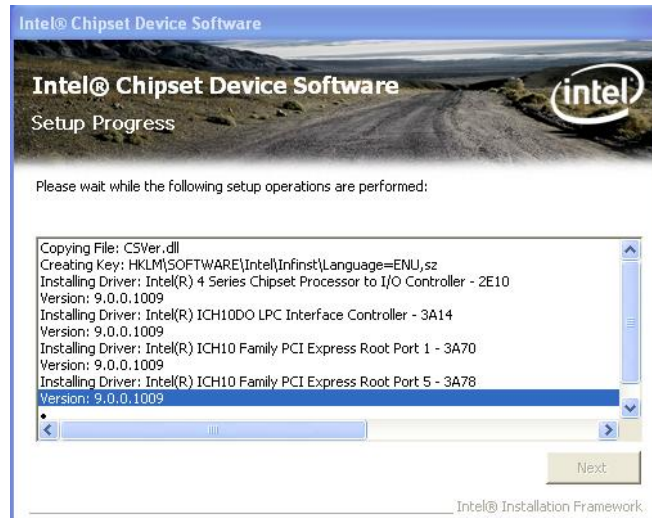 Intel® Chipset Device Software
Intel® Chipset Device Software
intel
Setup Progress
Please wait while the following setup operations are performed:
Copying File: CSVer.dll
Creating Key: HKLM\SOFTWARE\Intel\Infinst\Language=ENU,sz
Installing Driver: Intel(R) 4 Series Chipset Processor to I/O Controller - 2E10
Version: 9.0.0.1009
Installing Driver: Intel(R) ICH10DO LPC Interface Controller - 3A14
Version: 9.0.0.1009
Installing Driver: Intel(R) ICH10 Family PCI Express Root Port 1 - 3A70
Version: 9.0.0.1009
Installing Driver: Intel(R) ICH10 Family PCI Express Root Port 5 - 3A78
Version: 9.0.0.1009
Next
Intel® Installation Framework